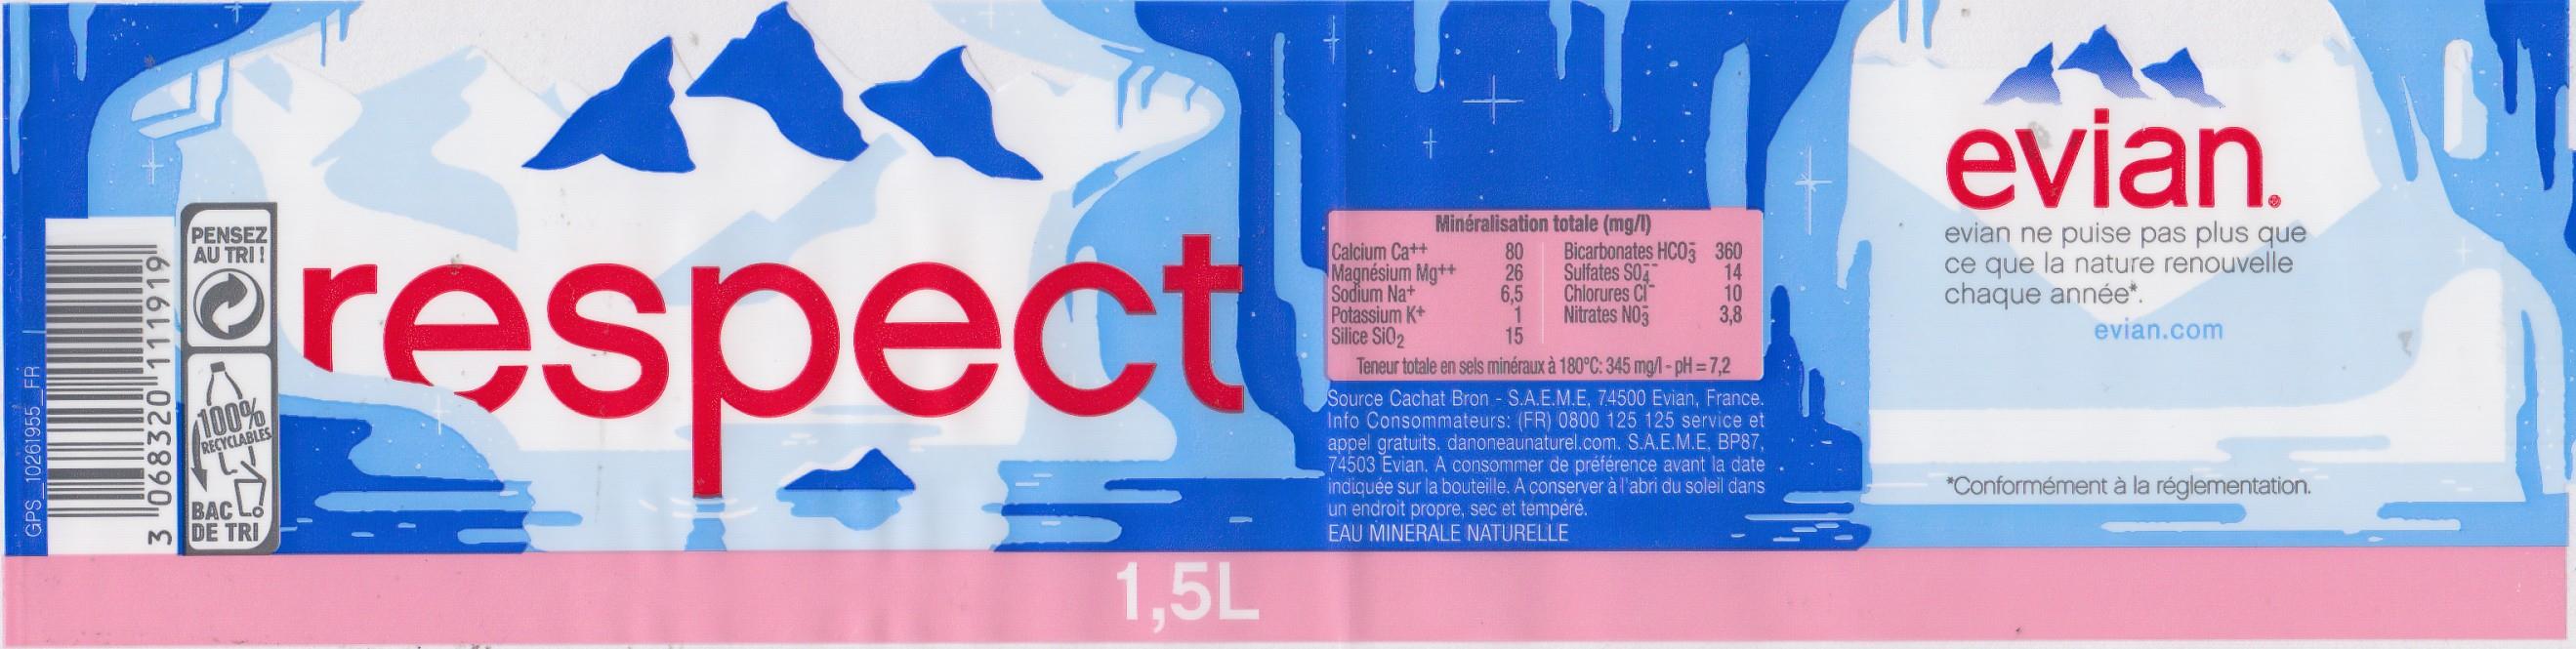 GPS_10261955_FR
3 068320 111919
PENSEZ
AU TRI !
100%
RECYCLABLES
BAC
DE TRI
respect
1,5L
Minéralisation totale (mg/l)
Calcium Ca++ 80 Bicarbonates HCO₃⁻ 360
Magnésium Mg++ 26 Sulfates SO₄⁻⁻ 14
Sodium Na+ 6,5 Chlorures Cl⁻ 10
Potassium K+ 1 Nitrates NO₃⁻ 3,8
Silice SiO₂ 15
Teneur totale en sels minéraux à 180°C: 345 mg/l - pH = 7,2
Source Cachat Bron - S.A.E.M.E, 74500 Evian, France.
Info Consommateurs: (FR) 0800 125 125 service et
appel gratuits. danoneaunaturel.com. S.A.E.M.E, BP87,
74503 Evian. A consommer de préférence avant la date
indiquée sur la bouteille. A conserver à l'abri du soleil dans
un endroit propre, sec et tempéré.
EAU MINERALE NATURELLE
evian®
evian ne puise pas plus que
ce que la nature renouvelle
chaque année*.
evian.com
*Conformément à la réglementation.